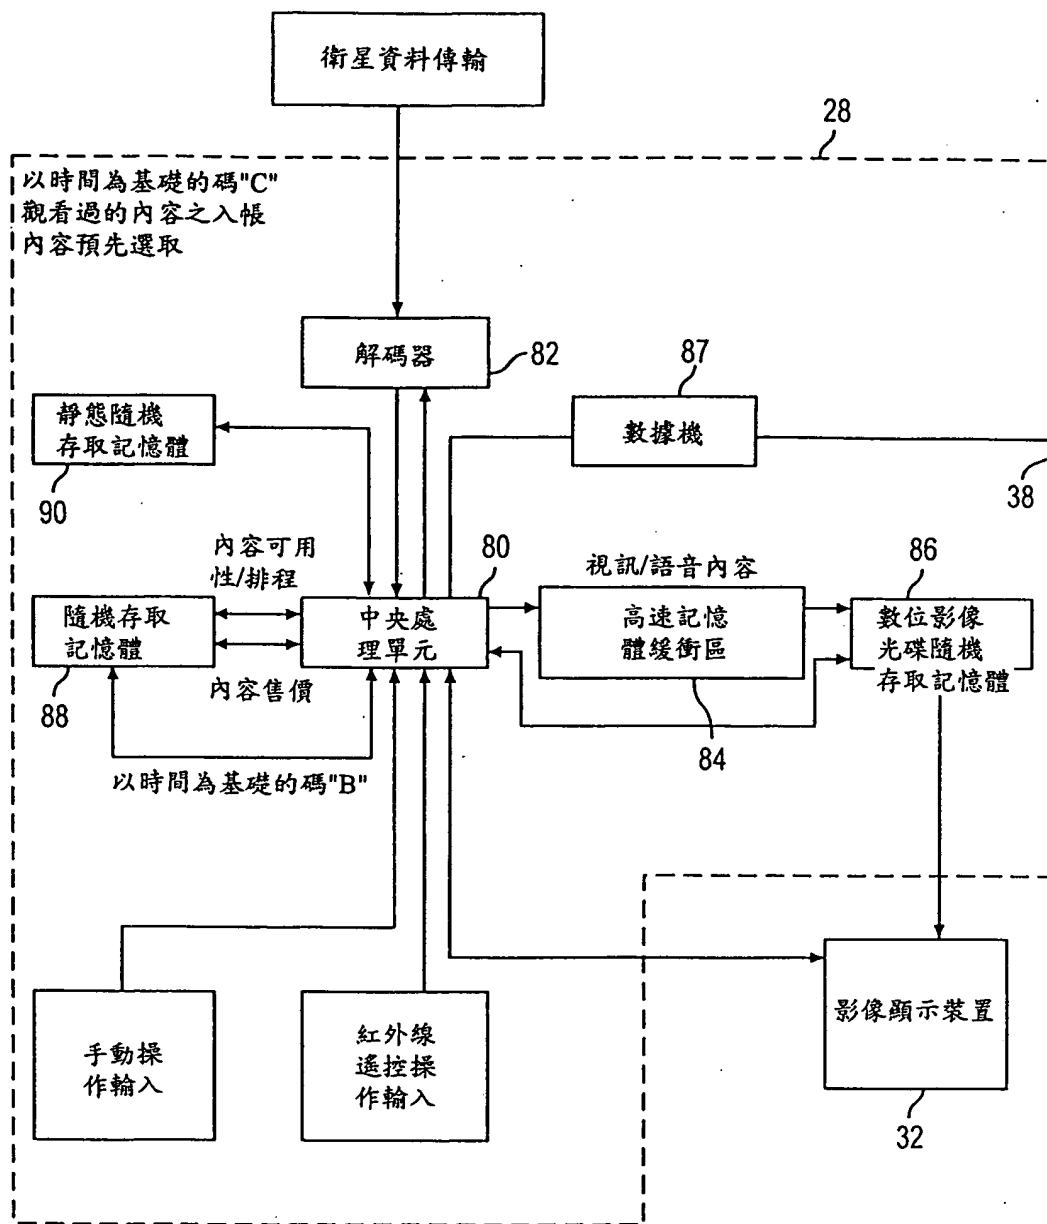 衛星資料傳輸
28
以時間為基礎的碼"C"
觀看過的內容之入帳
內容預先選取
解碼器
82
87
靜態隨機
存取記憶體
90
數據機
38
內容可用
性/排程
80
視訊/語音內容
86
隨機存取
記憶體
88
中央處
理單元
高速記憶
體緩衝區
84
數位影像
光碟隨機
存取記憶體
內容售價
以時間為基礎的碼"B"
手動操
作輸入
紅外線
遙控操
作輸入
影像顯示裝置
32